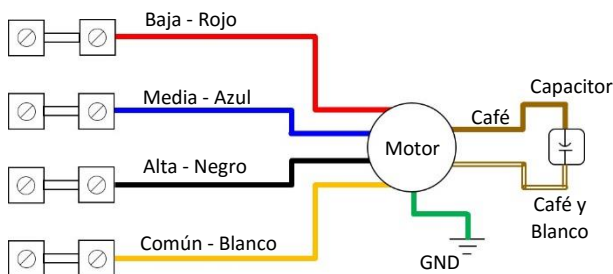 Baja - Rojo
Media - Azul
Alta - Negro
Común - Blanco
Motor
GND
Café
Capacitor
Café y
Blanco